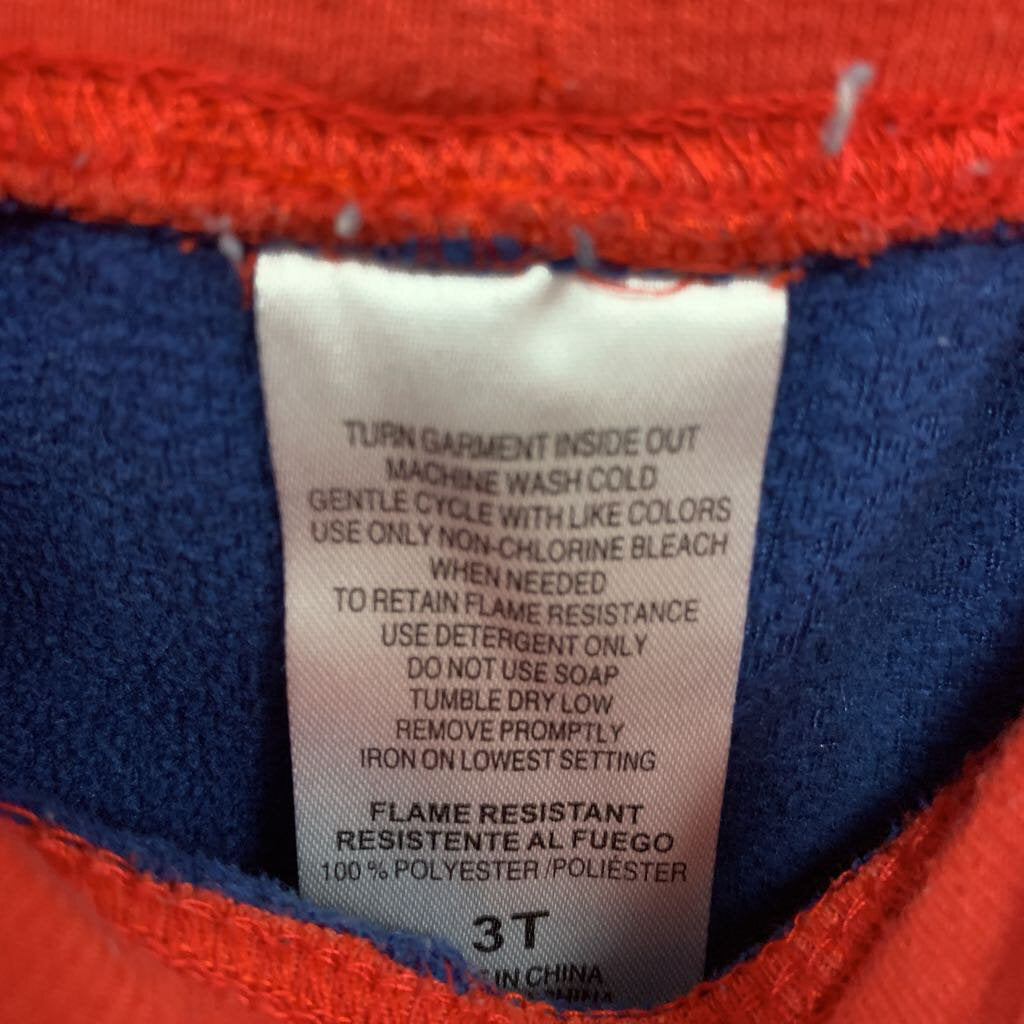 TURN GARMENT INSIDE OUT
MACHINE WASH COLD
GENTLE CYCLE WITH LIKE COLORS
USE ONLY NON-CHLORINE BLEACH
WHEN NEEDED
TO RETAIN FLAME RESISTANCE
USE DETERGENT ONLY
DO NOT USE SOAP
TUMBLE DRY LOW
REMOVE PROMPTLY
IRON ON LOWEST SETTING
FLAME RESISTANT
RESISTENTE AL FUEGO
100 % POLYESTER /POLIÉSTER
3T
IN CHINA